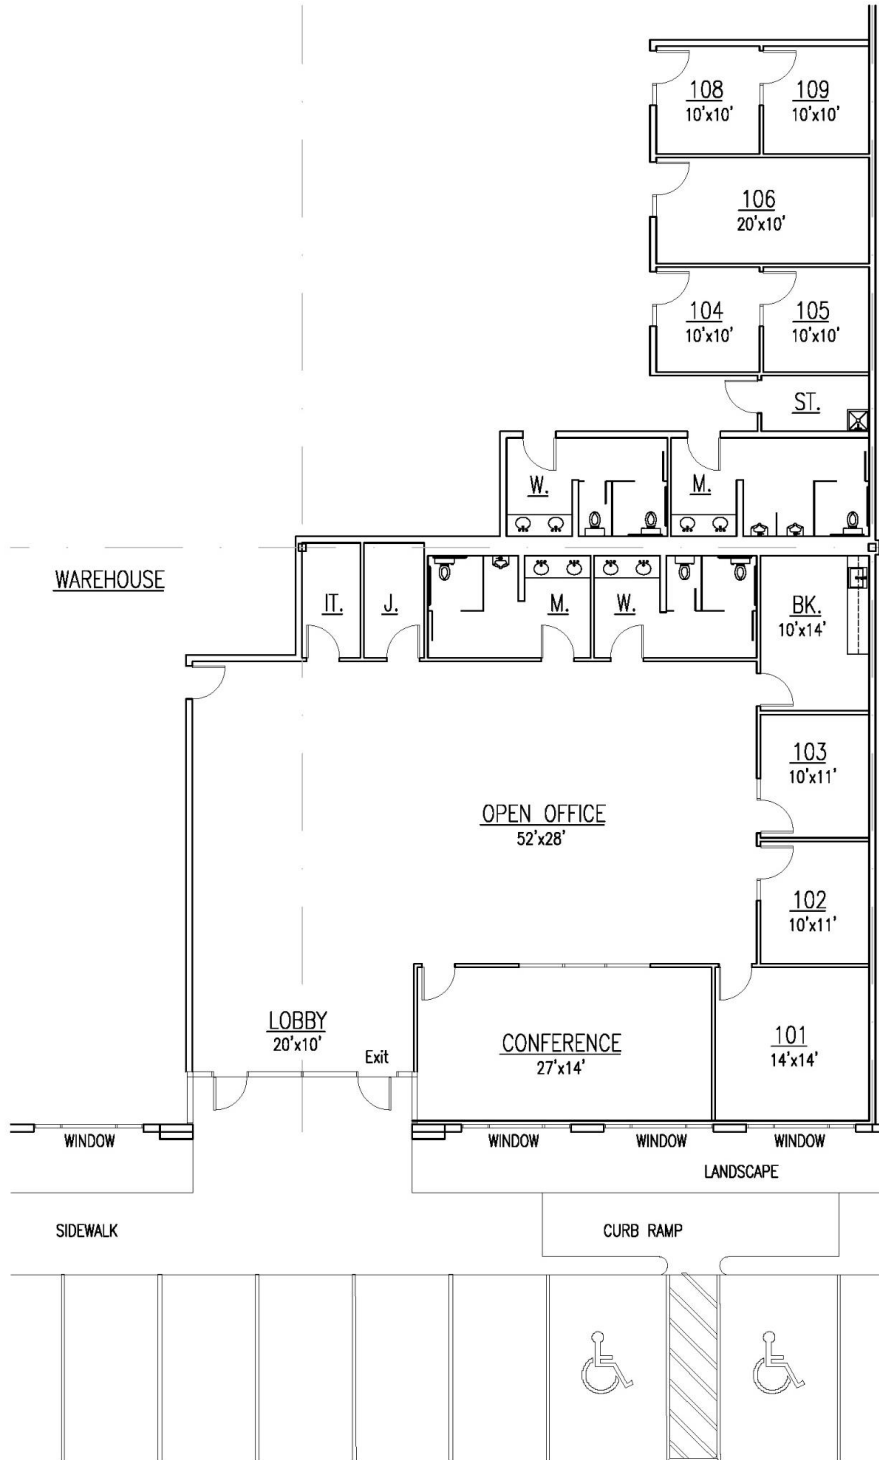 108
10'x10'
109
10'x10'
106
20'x10'
104
10'x10'
105
10'x10'
ST.
W.
M.
WAREHOUSE
IT.
J.
M.
W.
BK.
10'x14'
103
10'x11'
OPEN OFFICE
52'x28'
102
10'x11'
LOBBY
20'x10'
Exit
CONFERENCE
27'x14'
101
14'x14'
WINDOW
WINDOW
WINDOW
WINDOW
LANDSCAPE
SIDEWALK
CURB RAMP